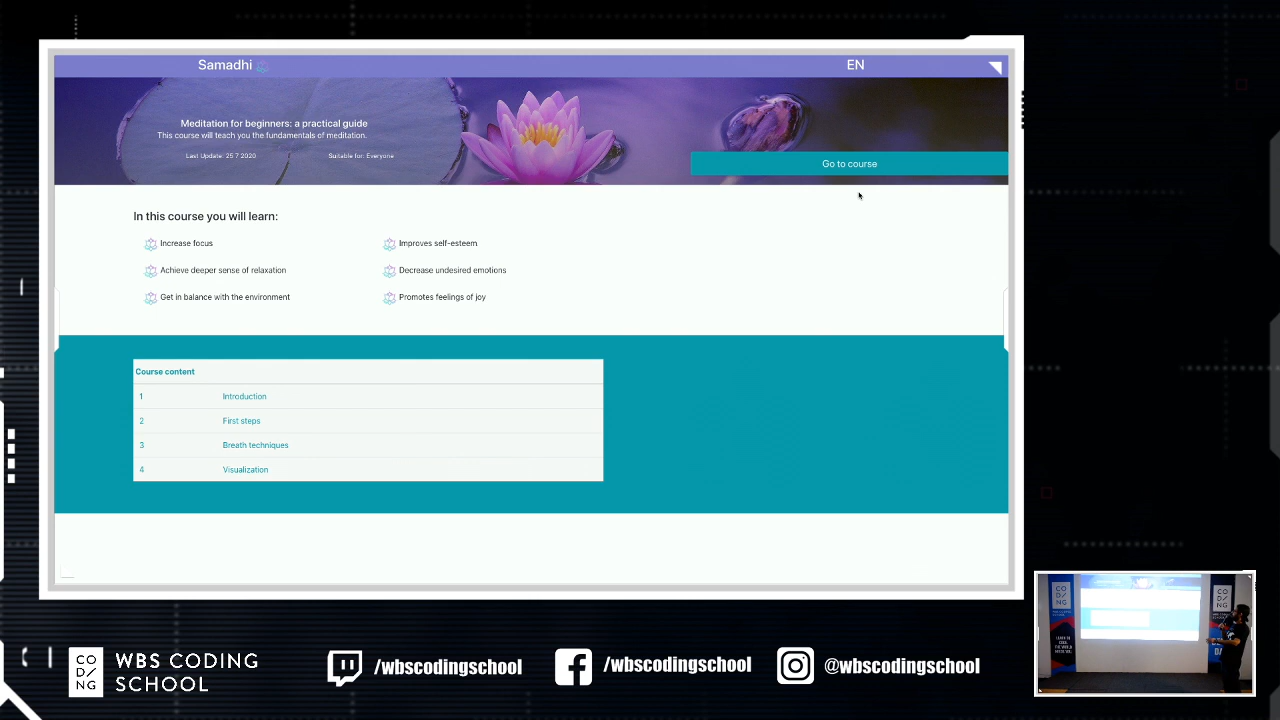 Samadhi
EN
Meditation for beginners: a practical guide
This course will teach you the fundamentals of meditation.
Last Update: 25 7 2020
Suitable for: Everyone
Go to course
In this course you will learn:
Increase focus
Improves self-esteem
Achieve deeper sense of relaxation
Decrease undesired emotions
Get in balance with the environment
Promotes feelings of joy
Course content
1 Introduction
2 First steps
3 Breath techniques
4 Visualization
CO
D/
NG
WBS CODING
SCHOOL
/wbscodingschool
/wbscodingschool
@wbscodingschool